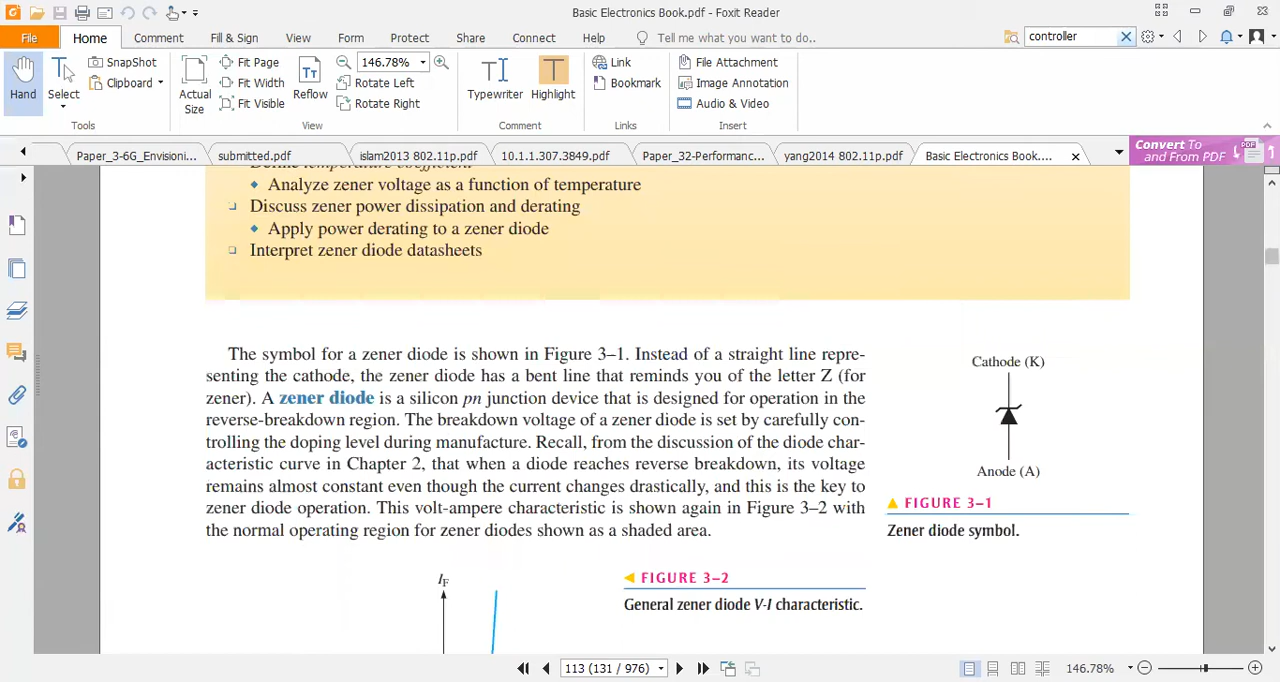 Basic Electronics Book.pdf - Foxit Reader
File Home Comment Fill & Sign View Form Protect Share Connect Help Tell me what you want to do.. controller
Hand
Select
SnapShot
Clipboard
Actual
Size
Fit Page
Fit Width
Fit Visible
Reflow
146.78%
Rotate Left
Rotate Right
Typewriter
Highlight
Link
Bookmark
File Attachment
Image Annotation
Audio & Video
Tools View Comment Links Insert
Paper_3-6G_Envisioni... submitted.pdf islam2013 802.11p.pdf 10.1.1.303.3849.pdf Paper_32-Performanc... yang2014 802.11p.pdf Basic Electronics Book....
Convert To
and From PDF
PDF
Define temperature coefficient
Analyze zener voltage as a function of temperature
Discuss zener power dissipation and derating
Apply power derating to a zener diode
Interpret zener diode datasheets
The symbol for a zener diode is shown in Figure 3–1. Instead of a straight line repre-
senting the cathode, the zener diode has a bent line that reminds you of the letter Z (for
zener). A zener diode is a silicon pn junction device that is designed for operation in the
reverse-breakdown region. The breakdown voltage of a zener diode is set by carefully con-
trolling the doping level during manufacture. Recall, from the discussion of the diode char-
acteristic curve in Chapter 2, that when a diode reaches reverse breakdown, its voltage
remains almost constant even though the current changes drastically, and this is the key to
zener diode operation. This volt-ampere characteristic is shown again in Figure 3–2 with
the normal operating region for zener diodes shown as a shaded area.
Cathode (K)
Anode (A)
FIGURE 3–1
Zener diode symbol.
IF
FIGURE 3–2
General zener diode V-I characteristic.
113 (131 / 976)
146.78%